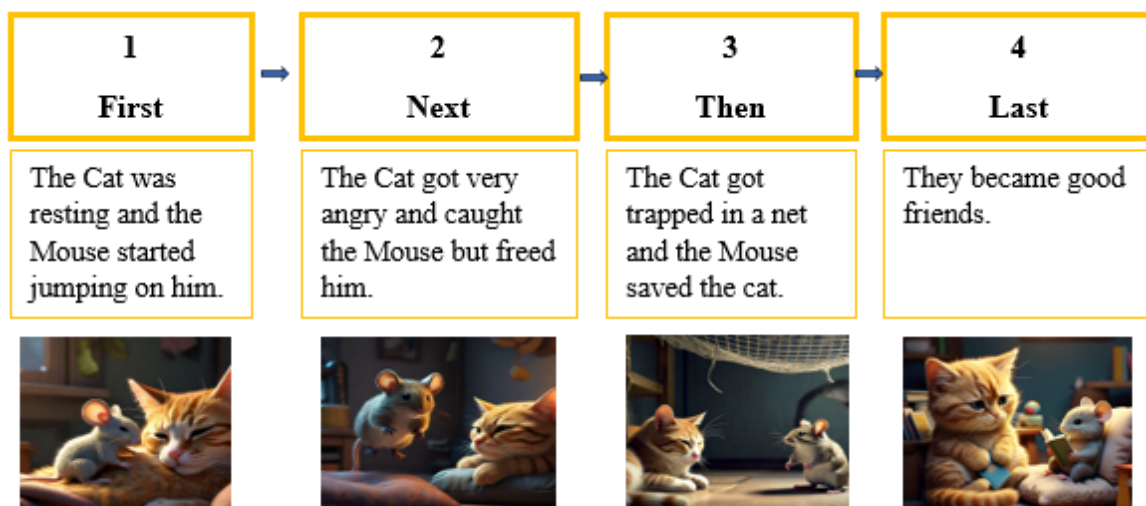 1
First
2
Next
3
Then
4
Last
The Cat was
resting and the
Mouse started
jumping on him.
The Cat got very
angry and caught
the Mouse but freed
him.
The Cat got
trapped in a net
and the Mouse
saved the cat.
They became good
friends.